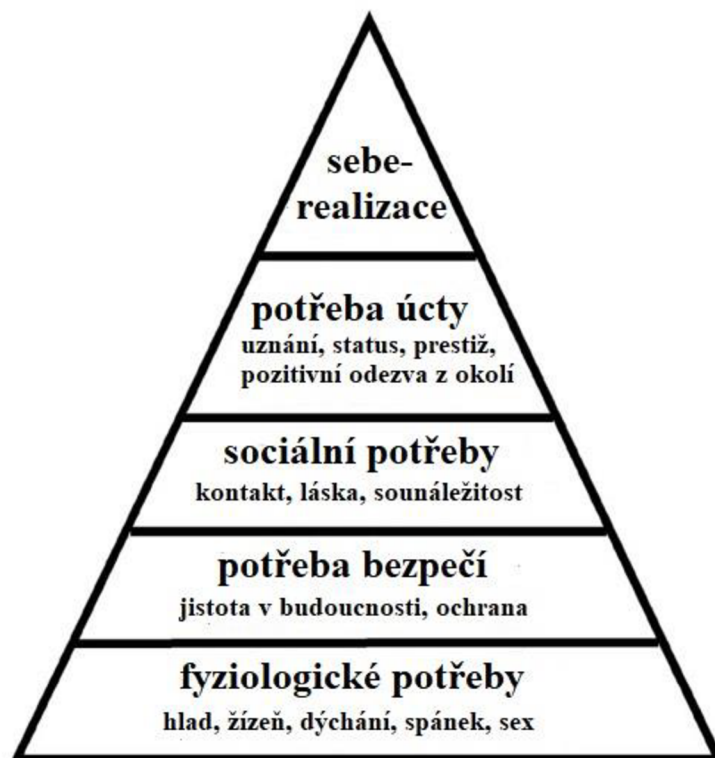 sebe-
realizace
potřeba úcty
uznání, status, prestiž,
pozitivní odezva z okolí
sociální potřeby
kontakt, láska, sounáležitost
potřeba bezpečí
jistota v budoucnosti, ochrana
fyziologické potřeby
hlad, žízeň, dýchání, spánek, sex